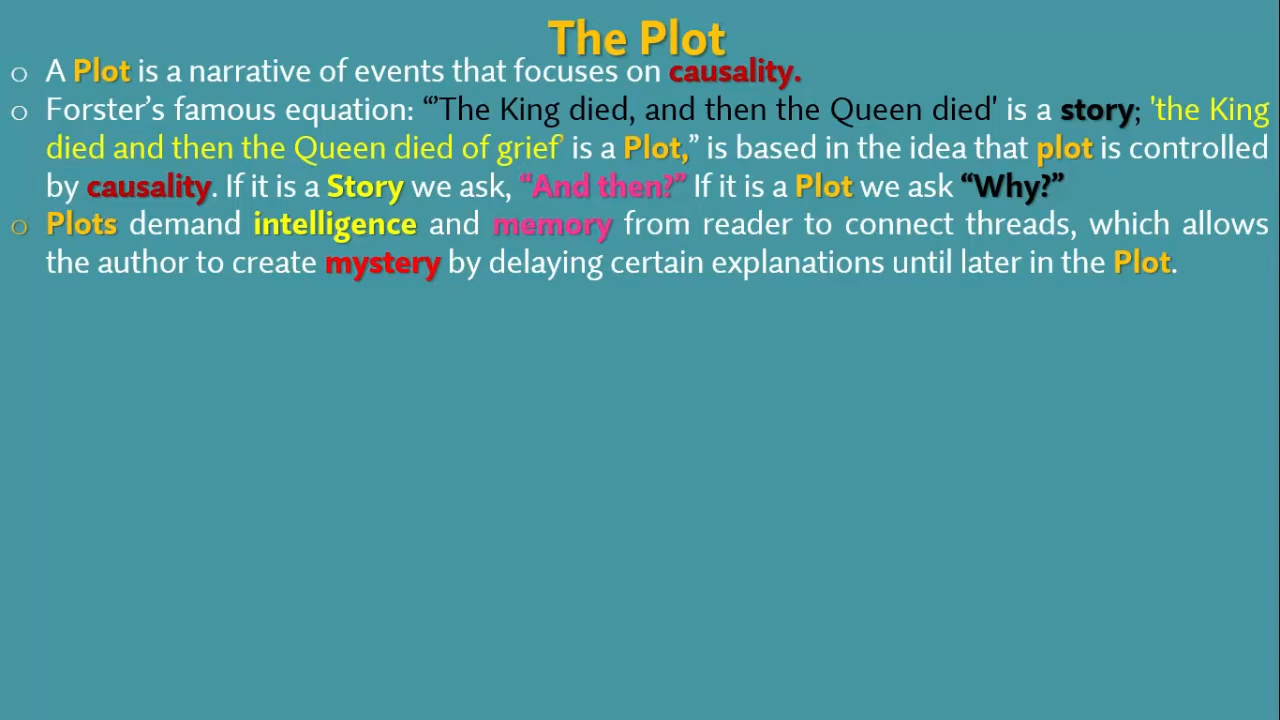 The Plot
o A Plot is a narrative of events that focuses on causality.
o Forster’s famous equation: “'The King died, and then the Queen died' is a story; 'the King
died and then the Queen died of grief' is a Plot,” is based in the idea that plot is controlled
by causality. If it is a Story we ask, “And then?” If it is a Plot we ask “Why?”
o Plots demand intelligence and memory from reader to connect threads, which allows
the author to create mystery by delaying certain explanations until later in the Plot.